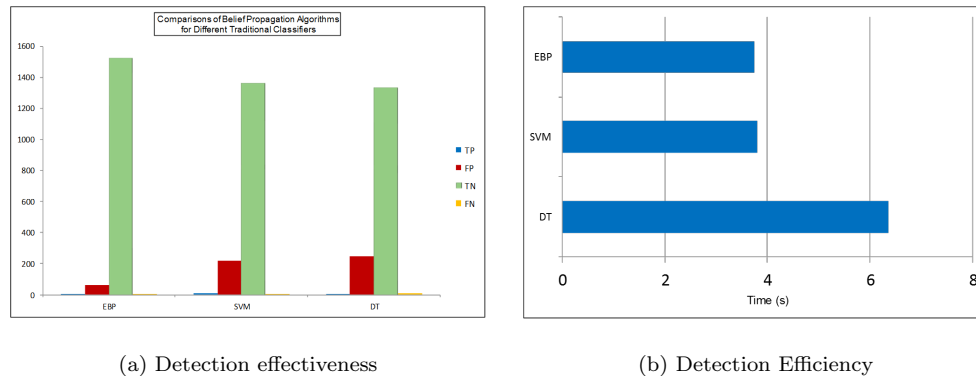 Comparisons of Belief Propagation Algorithms
for Different Traditional Classifiers
1600
1400
1200
1000
800
600
400
200
0
EBP
SVM
DT
TP
FP
TN
FN
(a) Detection effectiveness
EBP
SVM
DT
0 2 4 6 8
Time (s)
(b) Detection Efficiency